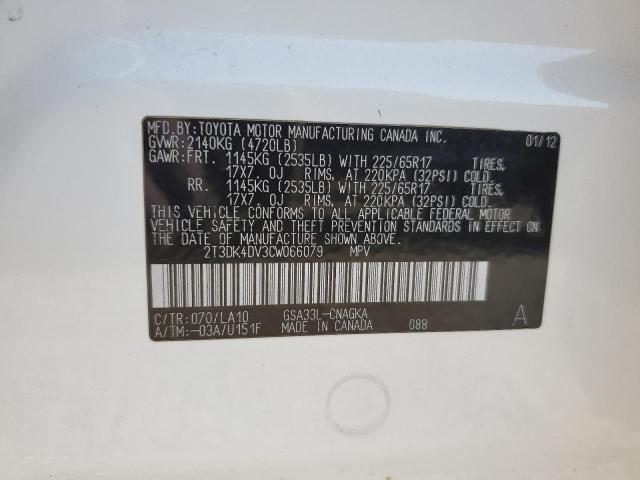 MFD.BY:TOYOTA MOTOR MANUFACTURING CANADA INC.
GVWR:2140KG (4720LB) 01/12
GAWR:FRT. 1145KG (2535LB) WITH 225/65R17 TIRES,
17X7.0J RIMS, AT 220KPA (32PSI) COLD
RR. 1145KG (2535LB) WITH 225/65R17 TIRES,
17X7.0J RIMS, AT 220KPA (32PSI) COLD
THIS VEHICLE CONFORMS TO ALL APPLICABLE FEDERAL MOTOR
VEHICLE SAFETY AND THEFT PREVENTION STANDARDS IN EFFECT
ON THE DATE OF MANUFACTURE SHOWN ABOVE.
2T3DK4DV3CW066079 MPV
C/TR:070/LA10 GSA33L-CNAGKA
A/TM:-03A/U151F MADE IN CANADA 088 A